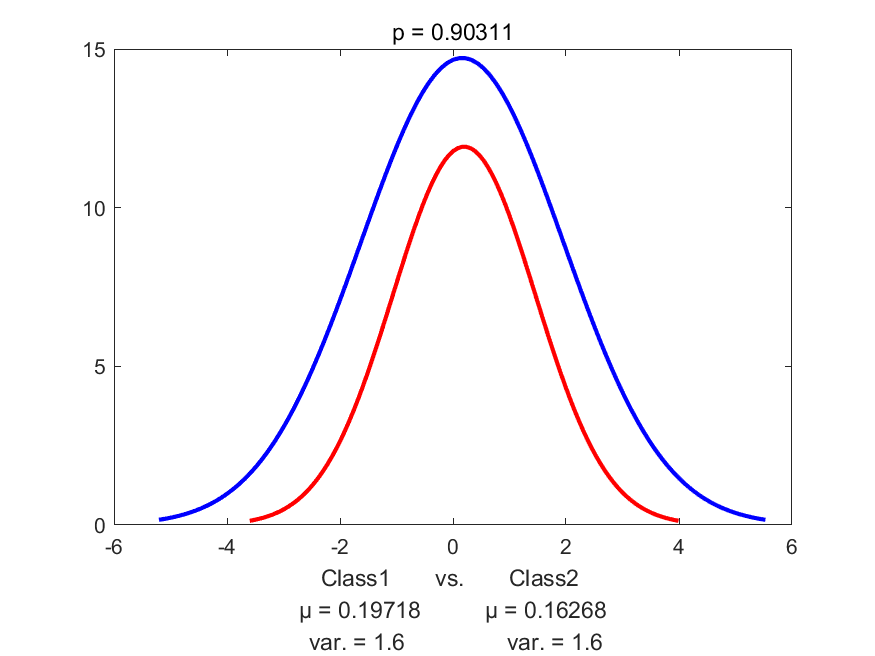 p = 0.90311
15
10
5
0
-6 -4 -2 0 2 4 6
Class1 vs. Class2
μ = 0.19718 μ = 0.16268
var. = 1.6 var. = 1.6